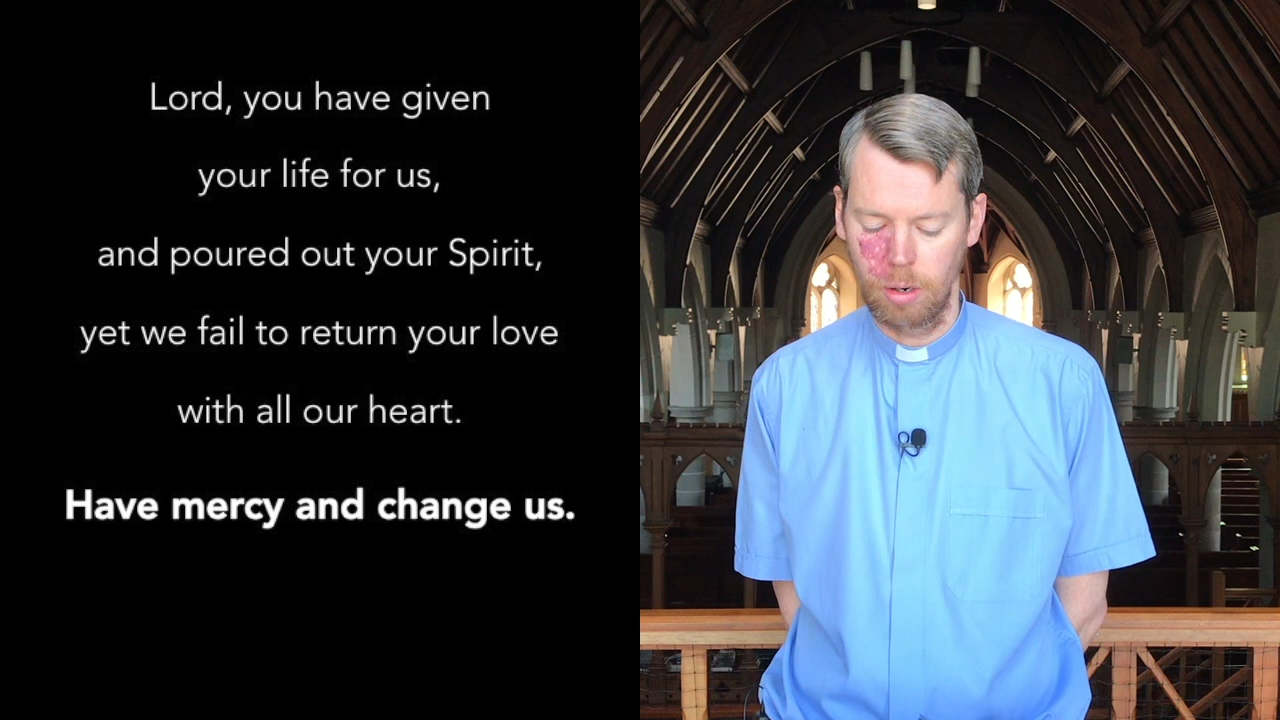 Lord, you have given
your life for us,
and poured out your Spirit,
yet we fail to return your love
with all our heart.
Have mercy and change us.